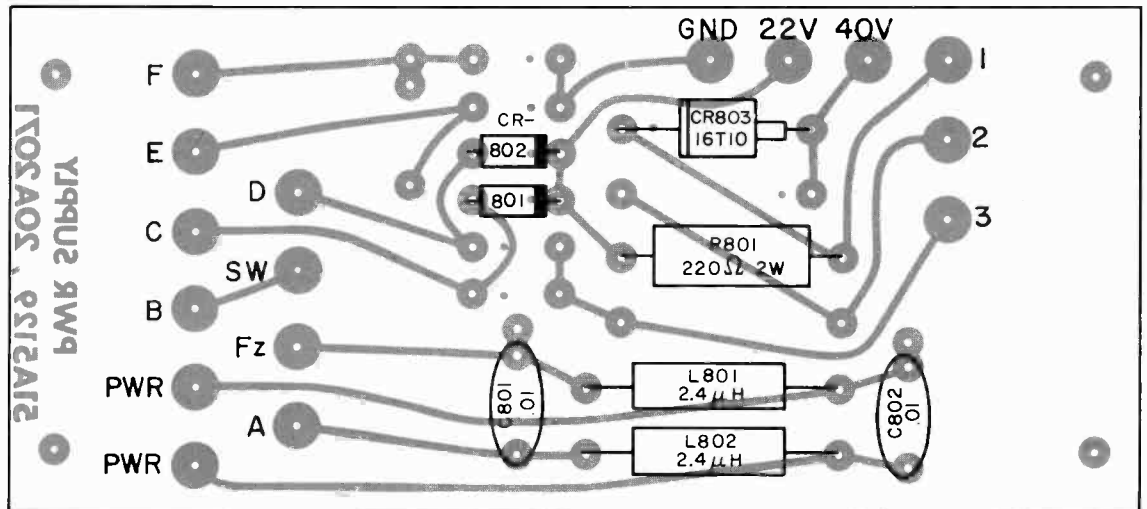 GND 22V 40V
F
1
CR-
CR803
16T10
E
802
2
D
801
C
3
SW
R801
220Ω 2W
B
Fz
PWR
C801
.01
L801
2.4μH
C802
.01
A
PWR
L802
2.4μH
51A5129, 20A2071
PWR SUPPLY